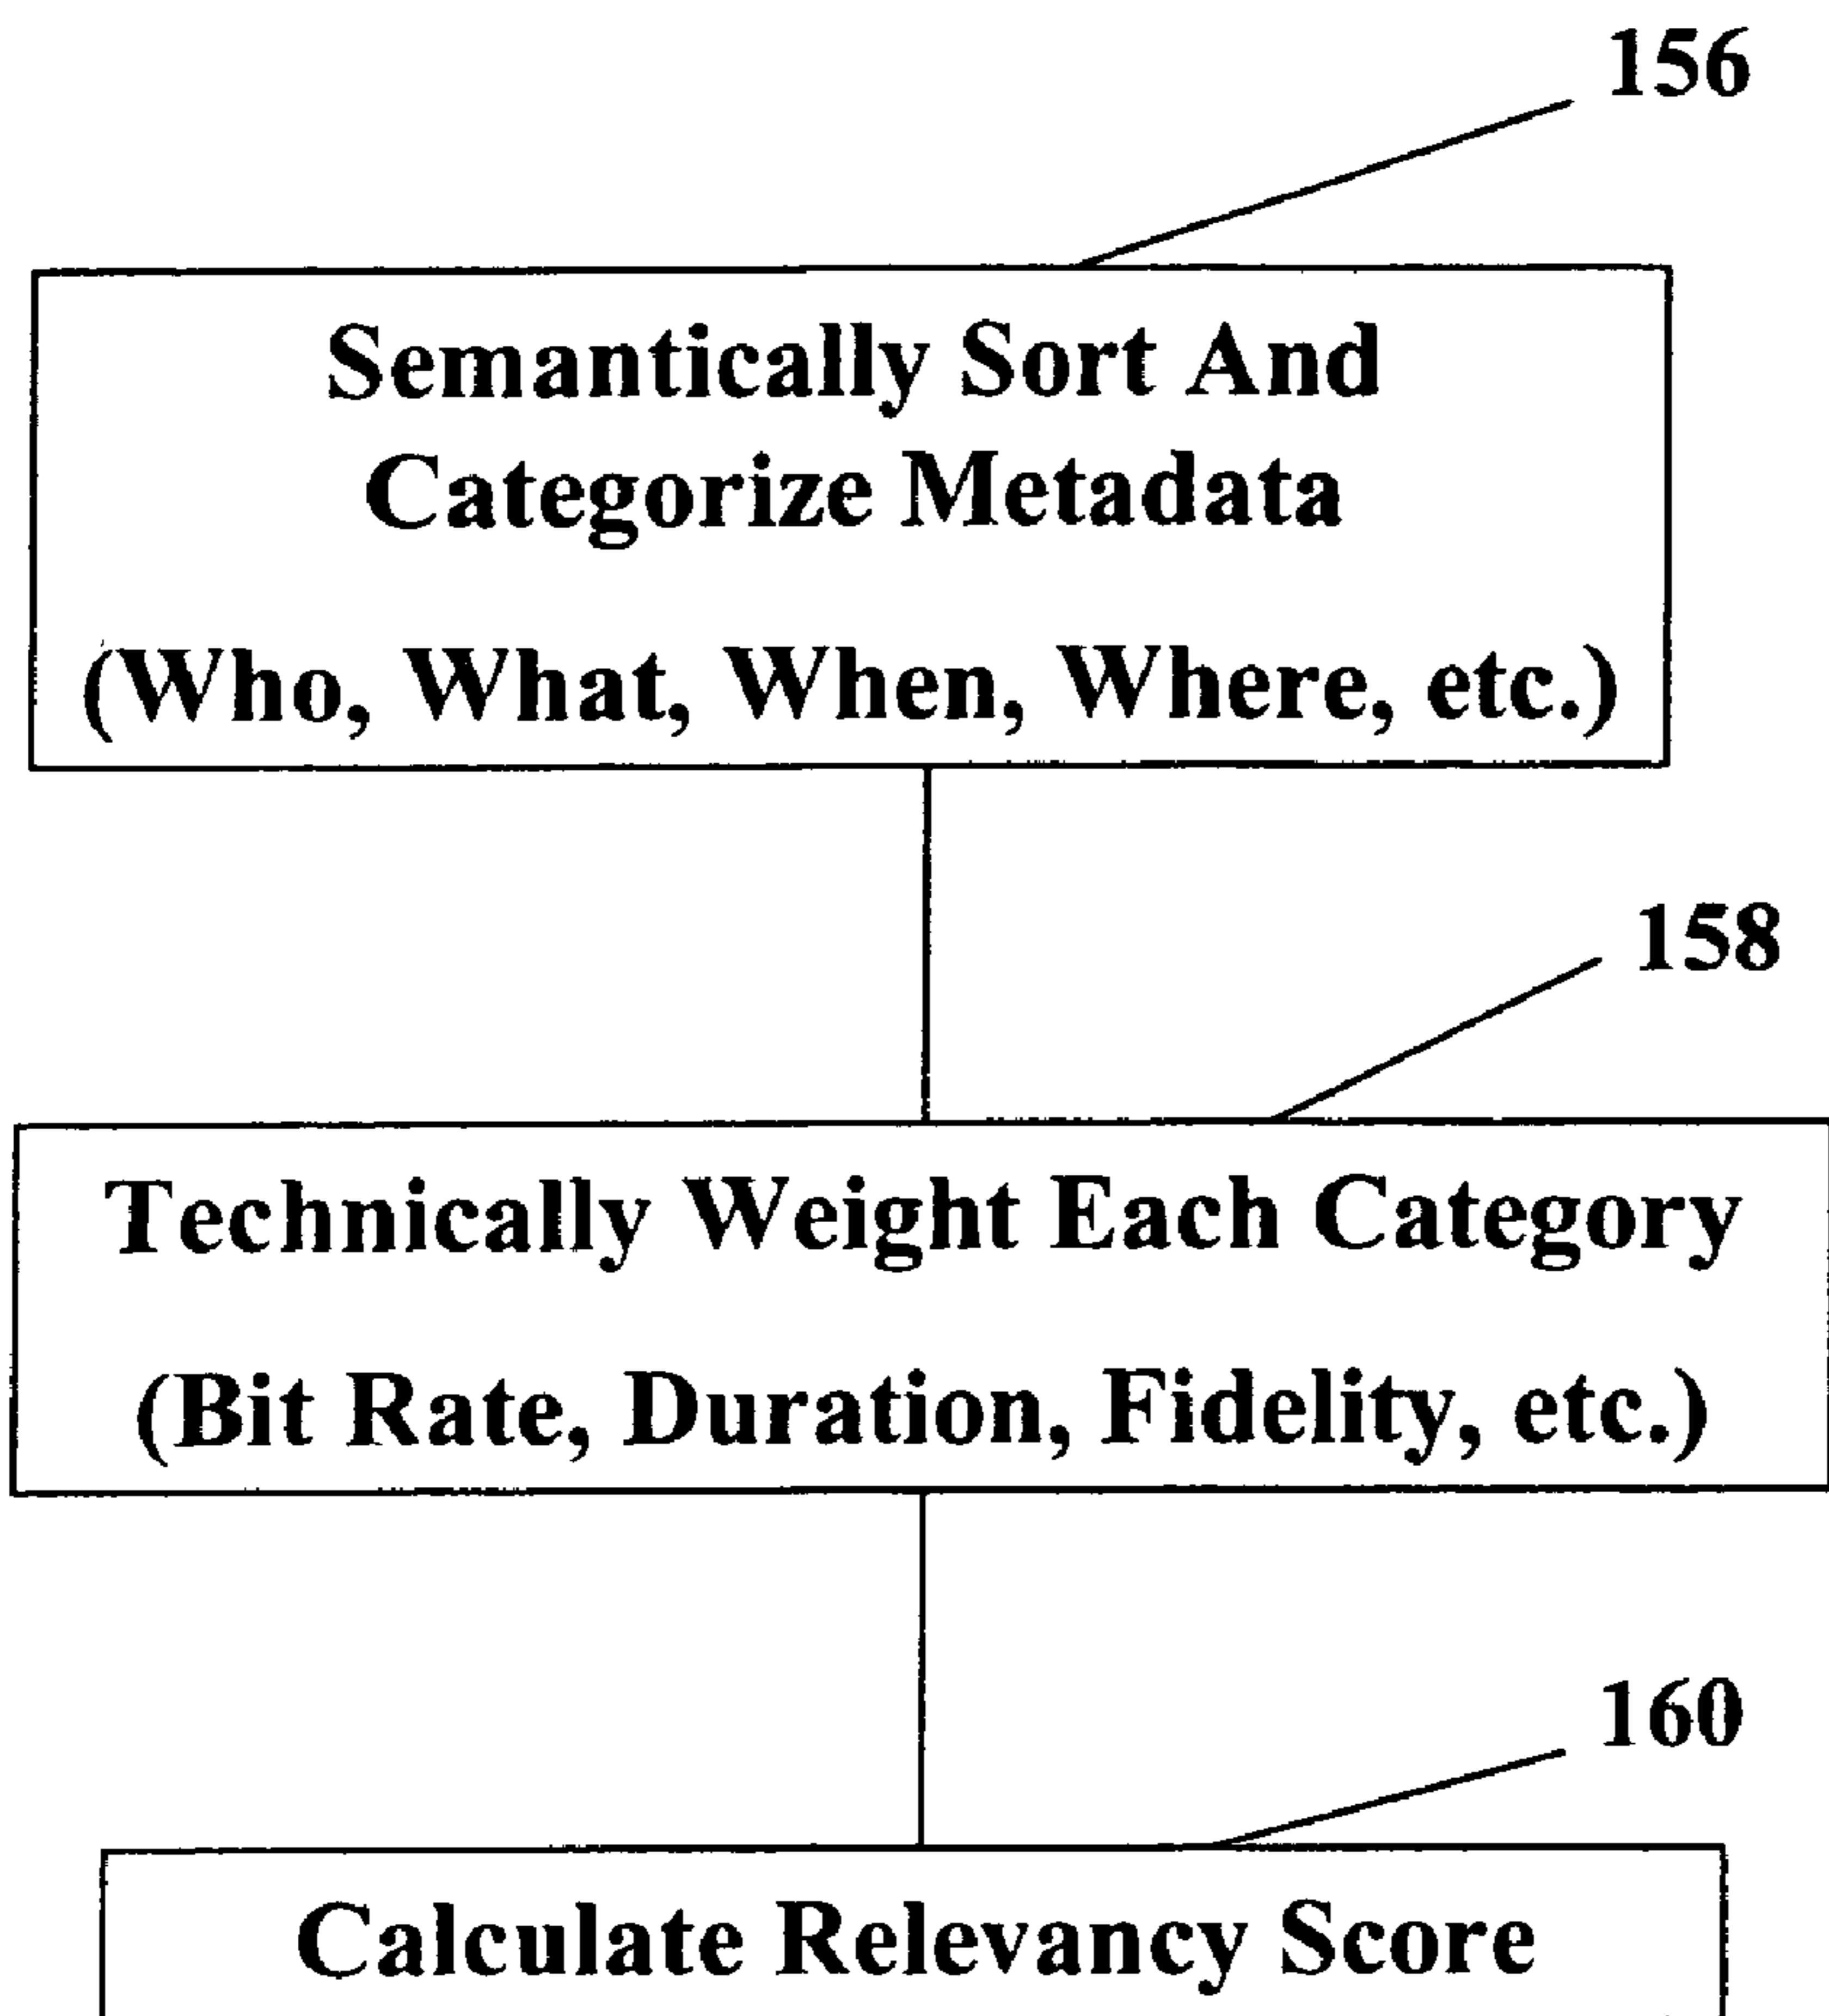 156
Semantically Sort And
Categorize Metadata
(Who, What, When, Where, etc.)
158
Technically Weight Each Category
(Bit Rate, Duration, Fidelity, etc.)
160
Calculate Relevancy Score